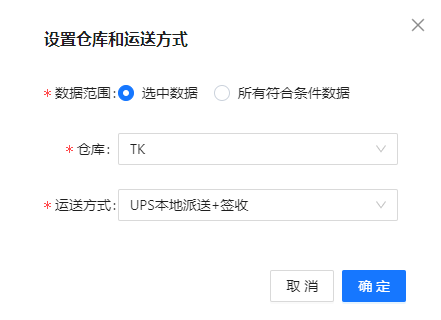 设置仓库和运送方式
* 数据范围: 选中数据 所有符合条件数据
* 仓库: TK
* 运送方式: UPS本地派送+签收
取 消 确 定